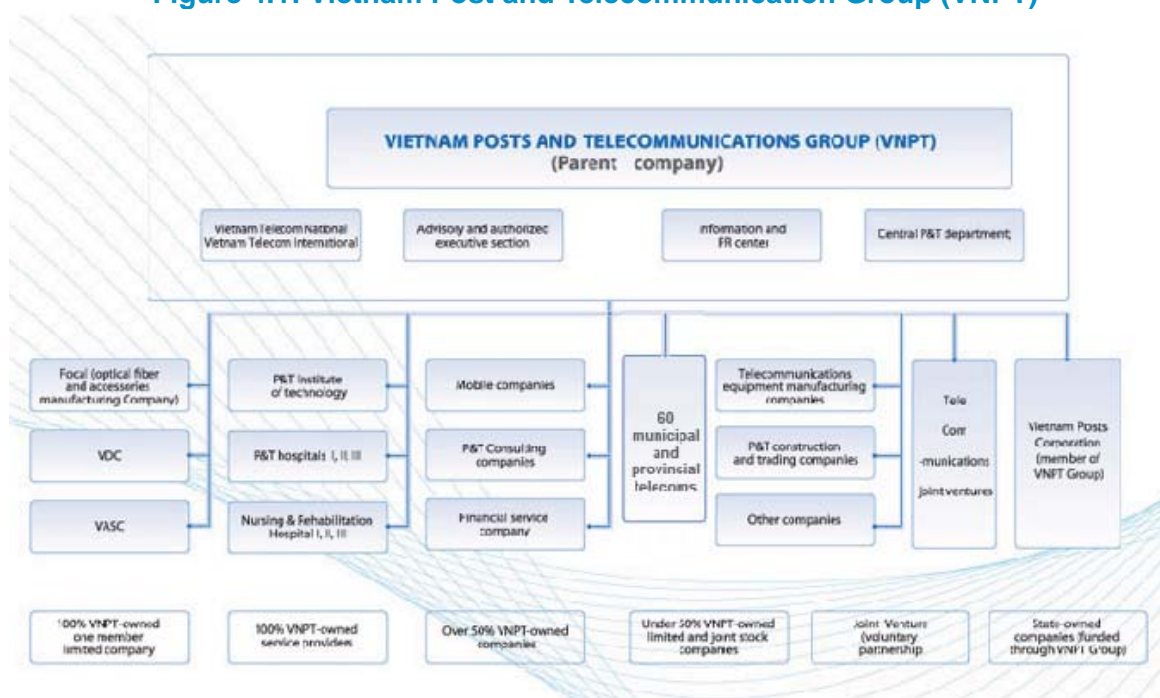 Figure 4.1: Vietnam Post and Telecommunication Group (VNPT)
VIETNAM POSTS AND TELECOMMUNICATIONS GROUP (VNPT)
(Parent company)
Vietnam Telecom National
Vietnam Telecom International
Advisory and authorized
executive section
Information and
PR center
Central P&T department;
Focal (optical fiber
and accessories
manufacturing Company)
VDC
VASC
P&T Institute
of technology
P&T hospitals I, II, III
Nursing & Rehabilitation
Hospital I, II, III
Mobile companies
P&T Consulting
companies
Financial service
company
60
municipal
and
provinsial
telecoms
Telecommunications
equipment manufacturing
companies
P&T construction
and trading companies
Other companies
Tele
Com
-munications
joint ventures
Vietnam Posts
Corporation
(member of
VNPT Group)
100% VNPT-owned
one member
limited company
100% VNPT-owned
service providers
Over 50% VNPT-owned
companies
Under 50% VNPT-owned
limited and joint stock
companies
Joint Venture
(voluntary
partnership
State-owned
companies (funded
through VNPT Group)